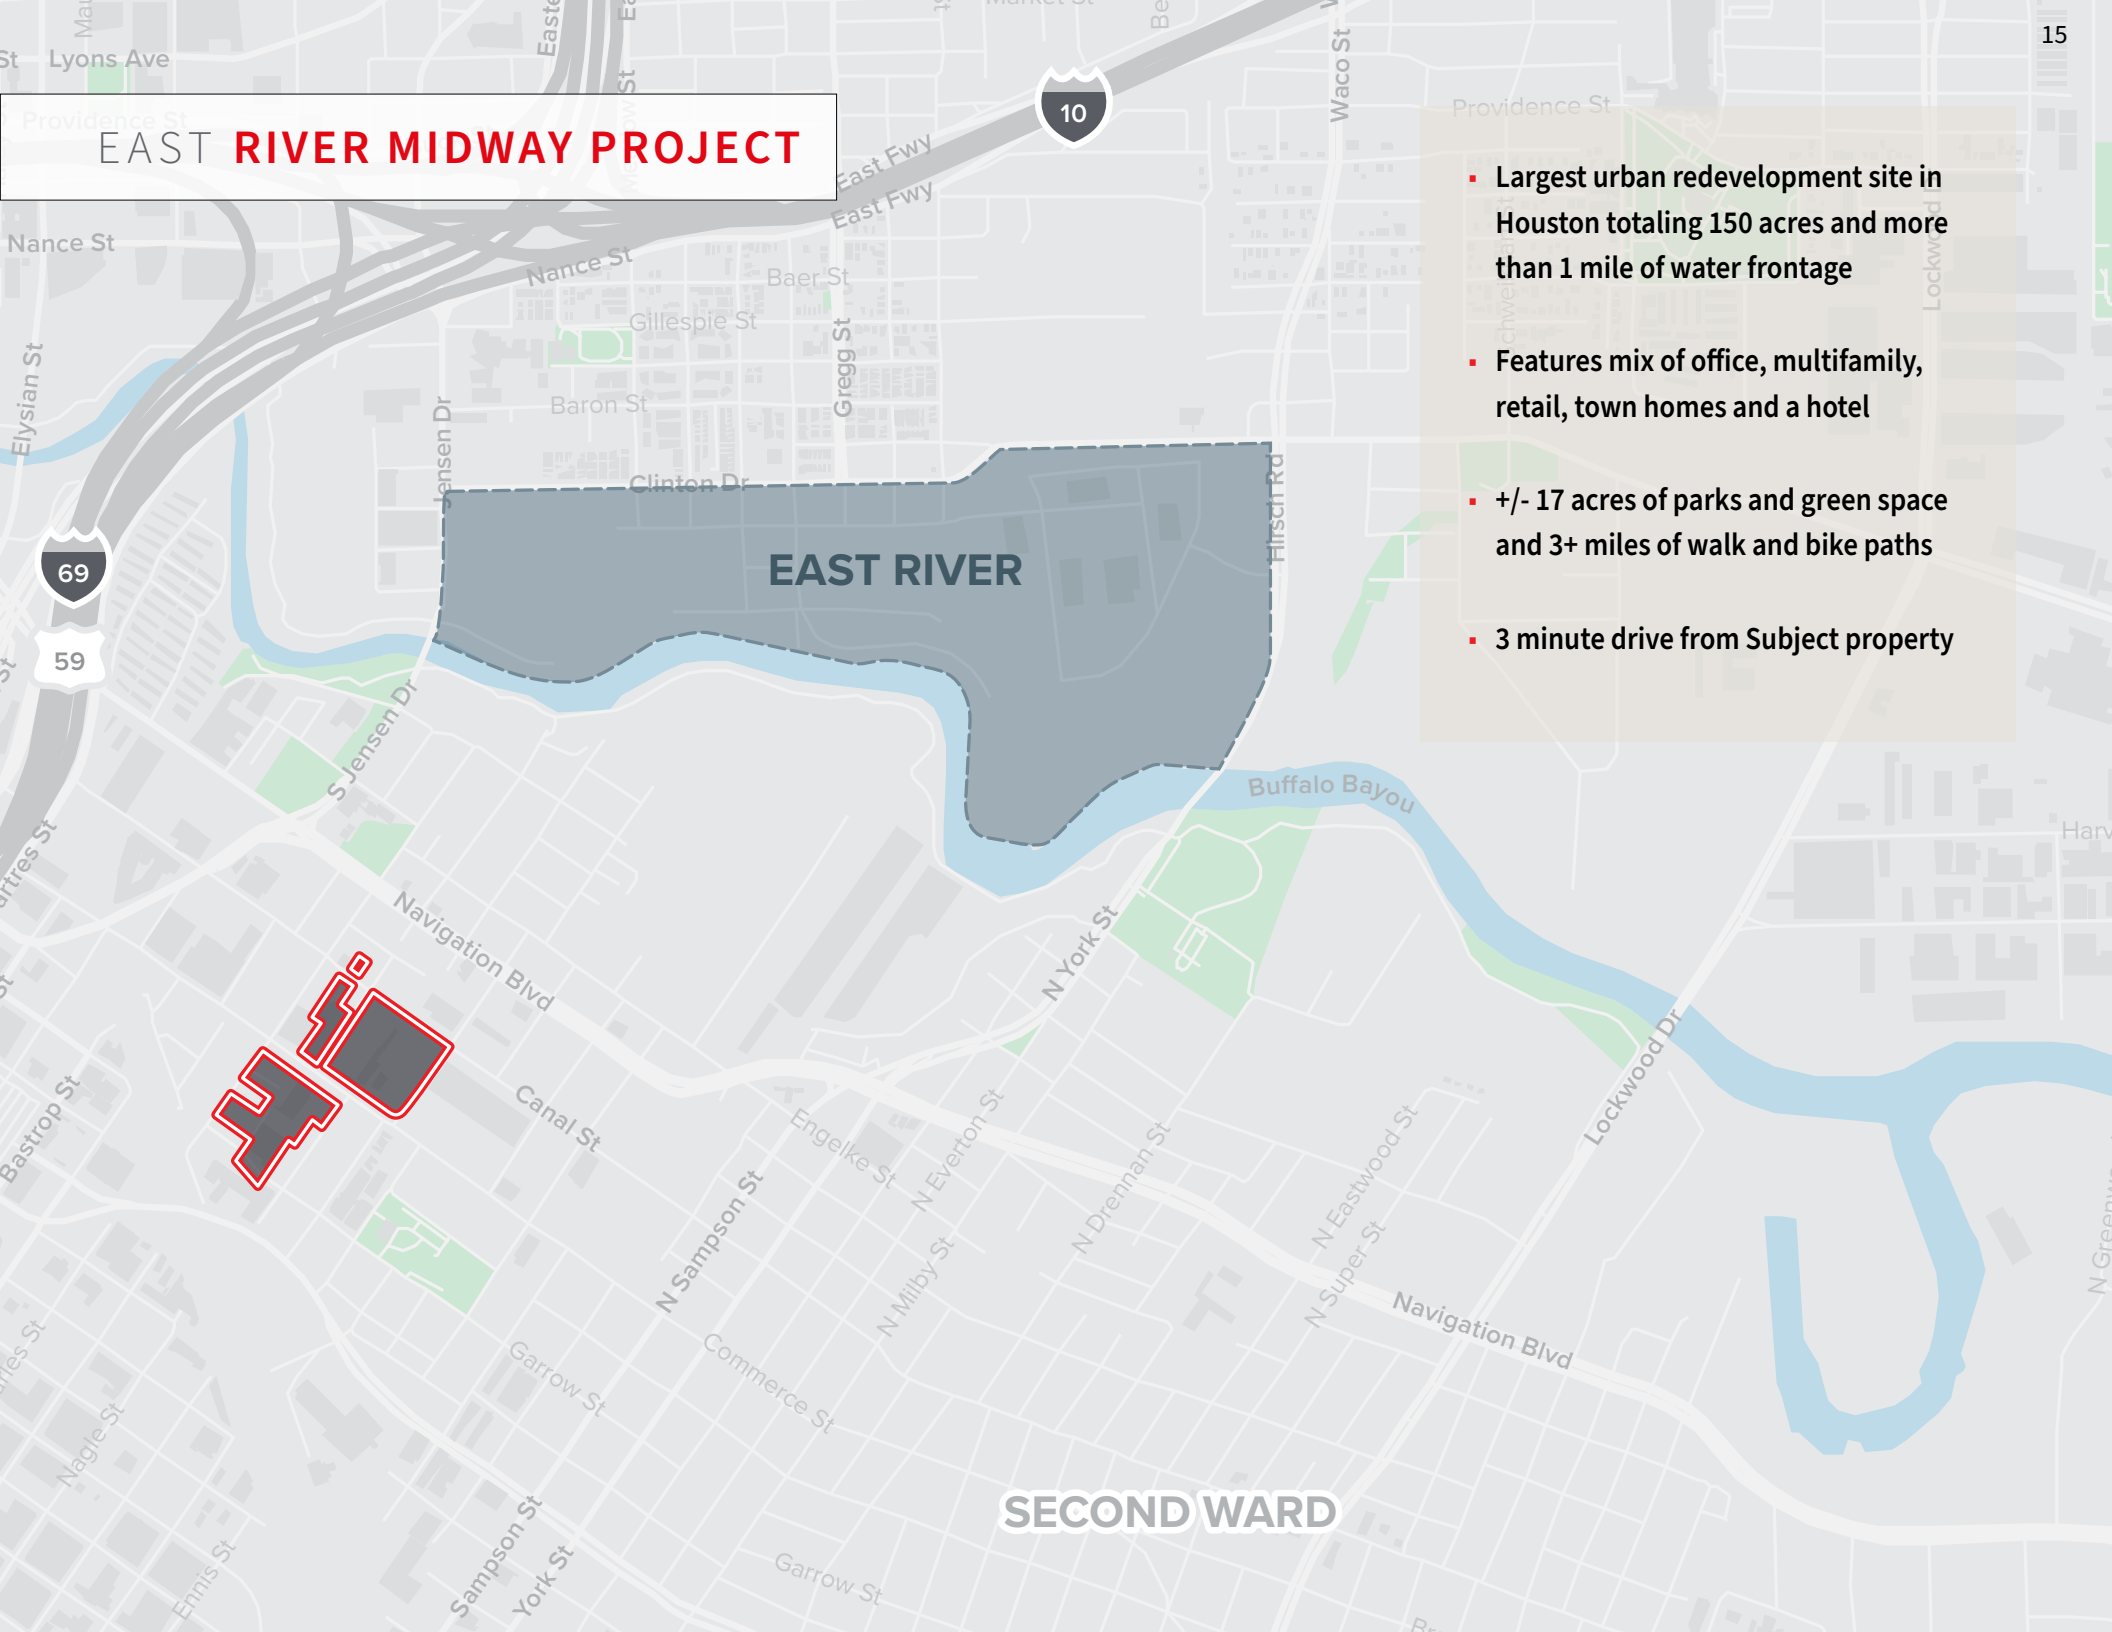 15
EAST RIVER MIDWAY PROJECT
Largest urban redevelopment site in
Houston totaling 150 acres and more
than 1 mile of water frontage
Features mix of office, multifamily,
retail, town homes and a hotel
+/- 17 acres of parks and green space
and 3+ miles of walk and bike paths
3 minute drive from Subject property
Market St
St
Lyons Ave
Providence St
Providence St
10
Waco St
East Fwy
East Fwy
Nance St
Nance St
Baer St
Gillespie St
Gregg St
Elysian St
Baron St
Jensen Dr
Clinton Dr
Hirsch Rd
EAST RIVER
69
59
S Jensen Dr
Buffalo Bayou
Navigation Blvd
N York St
Lockwood Dr
Bastrop St
Canal St
Engelke St
N Everton St
N Drennan St
N Eastwood St
N Super St
N Sampson St
N Milby St
Navigation Blvd
Garrow St
Commerce St
Nagle St
SECOND WARD
Sampson St
York St
Ennis St
Garrow St